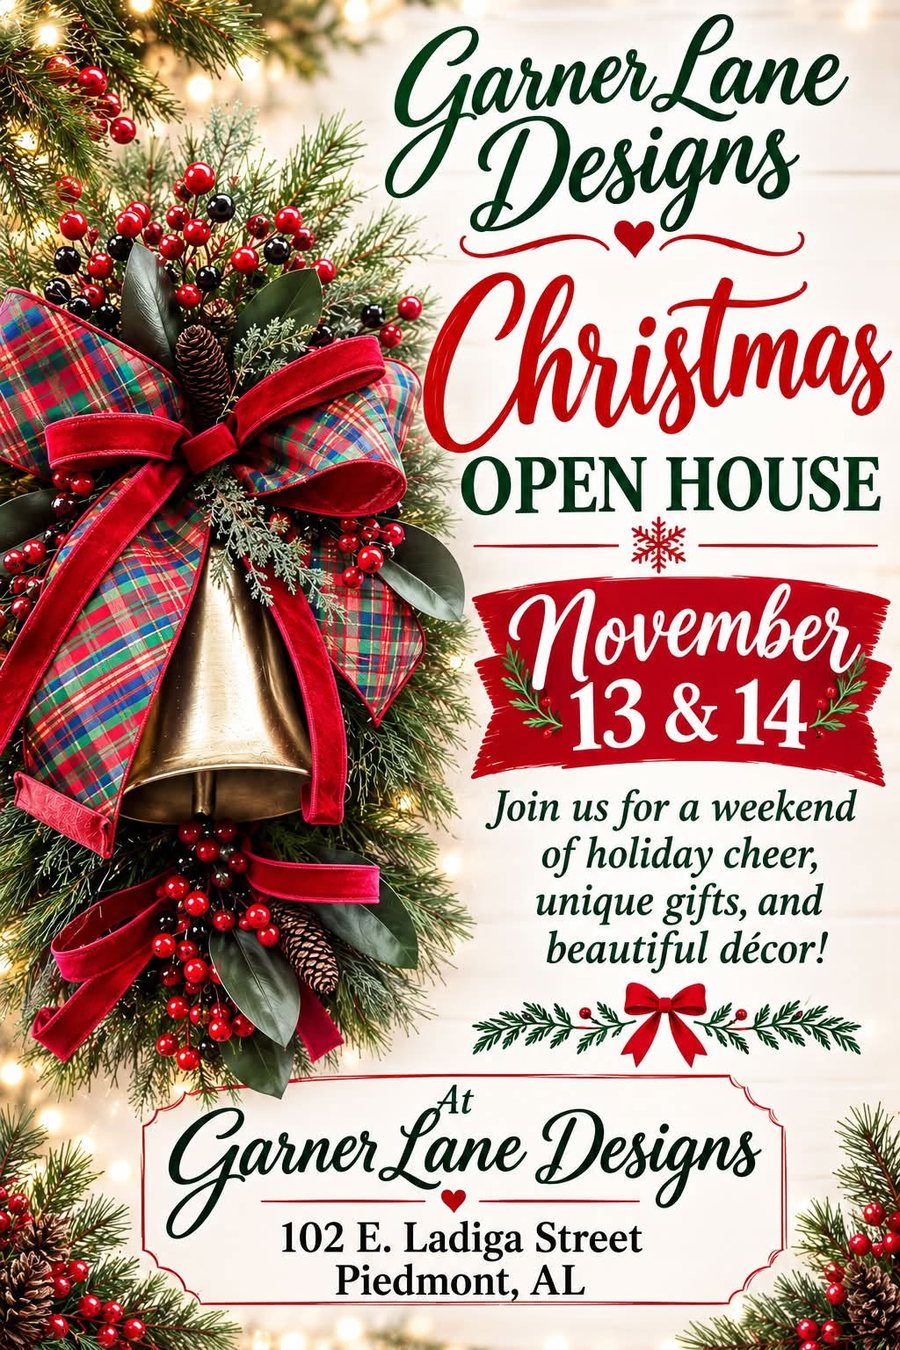 Garner Lane
Designs
Christmas
OPEN HOUSE
November
13 & 14
Join us for a weekend
of holiday cheer,
unique gifts, and
beautiful décor!
At
Garner Lane Designs
102 E. Ladiga Street
Piedmont, AL